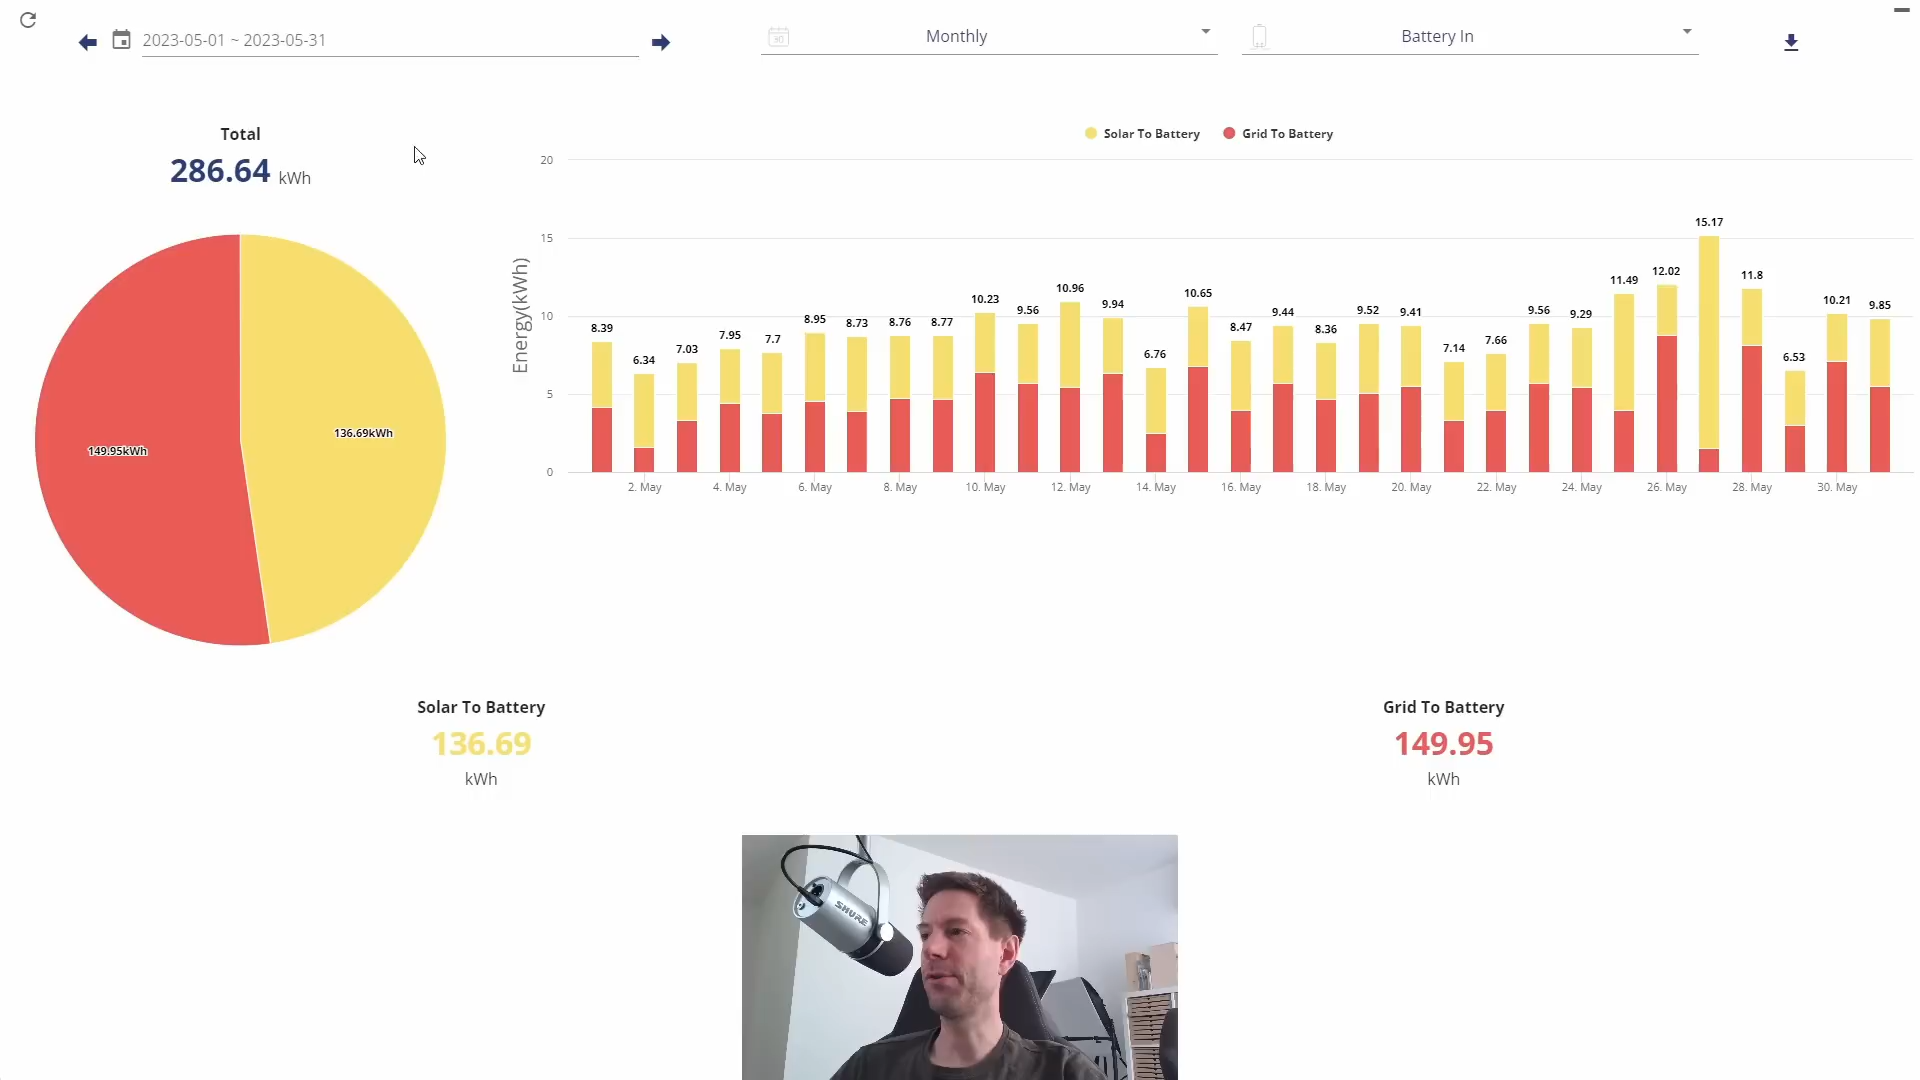 2023-05-01 ~ 2023-05-31
Monthly
Battery In
30
Total
286.64 kWh
149.95kWh
136.69kWh
Solar To Battery
Grid To Battery
Energy(kWh)
20
15
10
5
0
8.39
6.34
7.03
7.95
7.7
8.95
8.73
8.76
8.77
10.23
9.56
10.96
9.94
6.76
10.65
8.47
9.44
8.36
9.52
9.41
7.14
7.66
9.56
9.29
11.49
12.02
15.17
11.8
6.53
10.21
9.85
2. May
4. May
6. May
8. May
10. May
12. May
14. May
16. May
18. May
20. May
22. May
24. May
26. May
28. May
30. May
Solar To Battery
136.69
kWh
Grid To Battery
149.95
kWh
SHURE